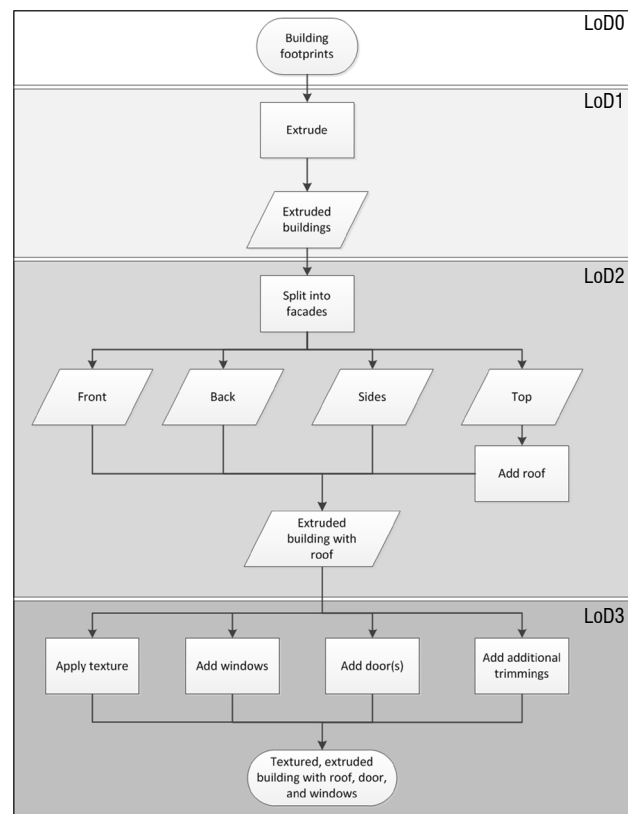 LoD0
Building
footprints
LoD1
Extrude
Extruded
buildings
LoD2
Split into
facades
Front
Back
Sides
Top
Add roof
Extruded
building with
roof
LoD3
Apply texture
Add windows
Add door(s)
Add additional
trimmings
Textured, extruded
building with roof, door,
and windows